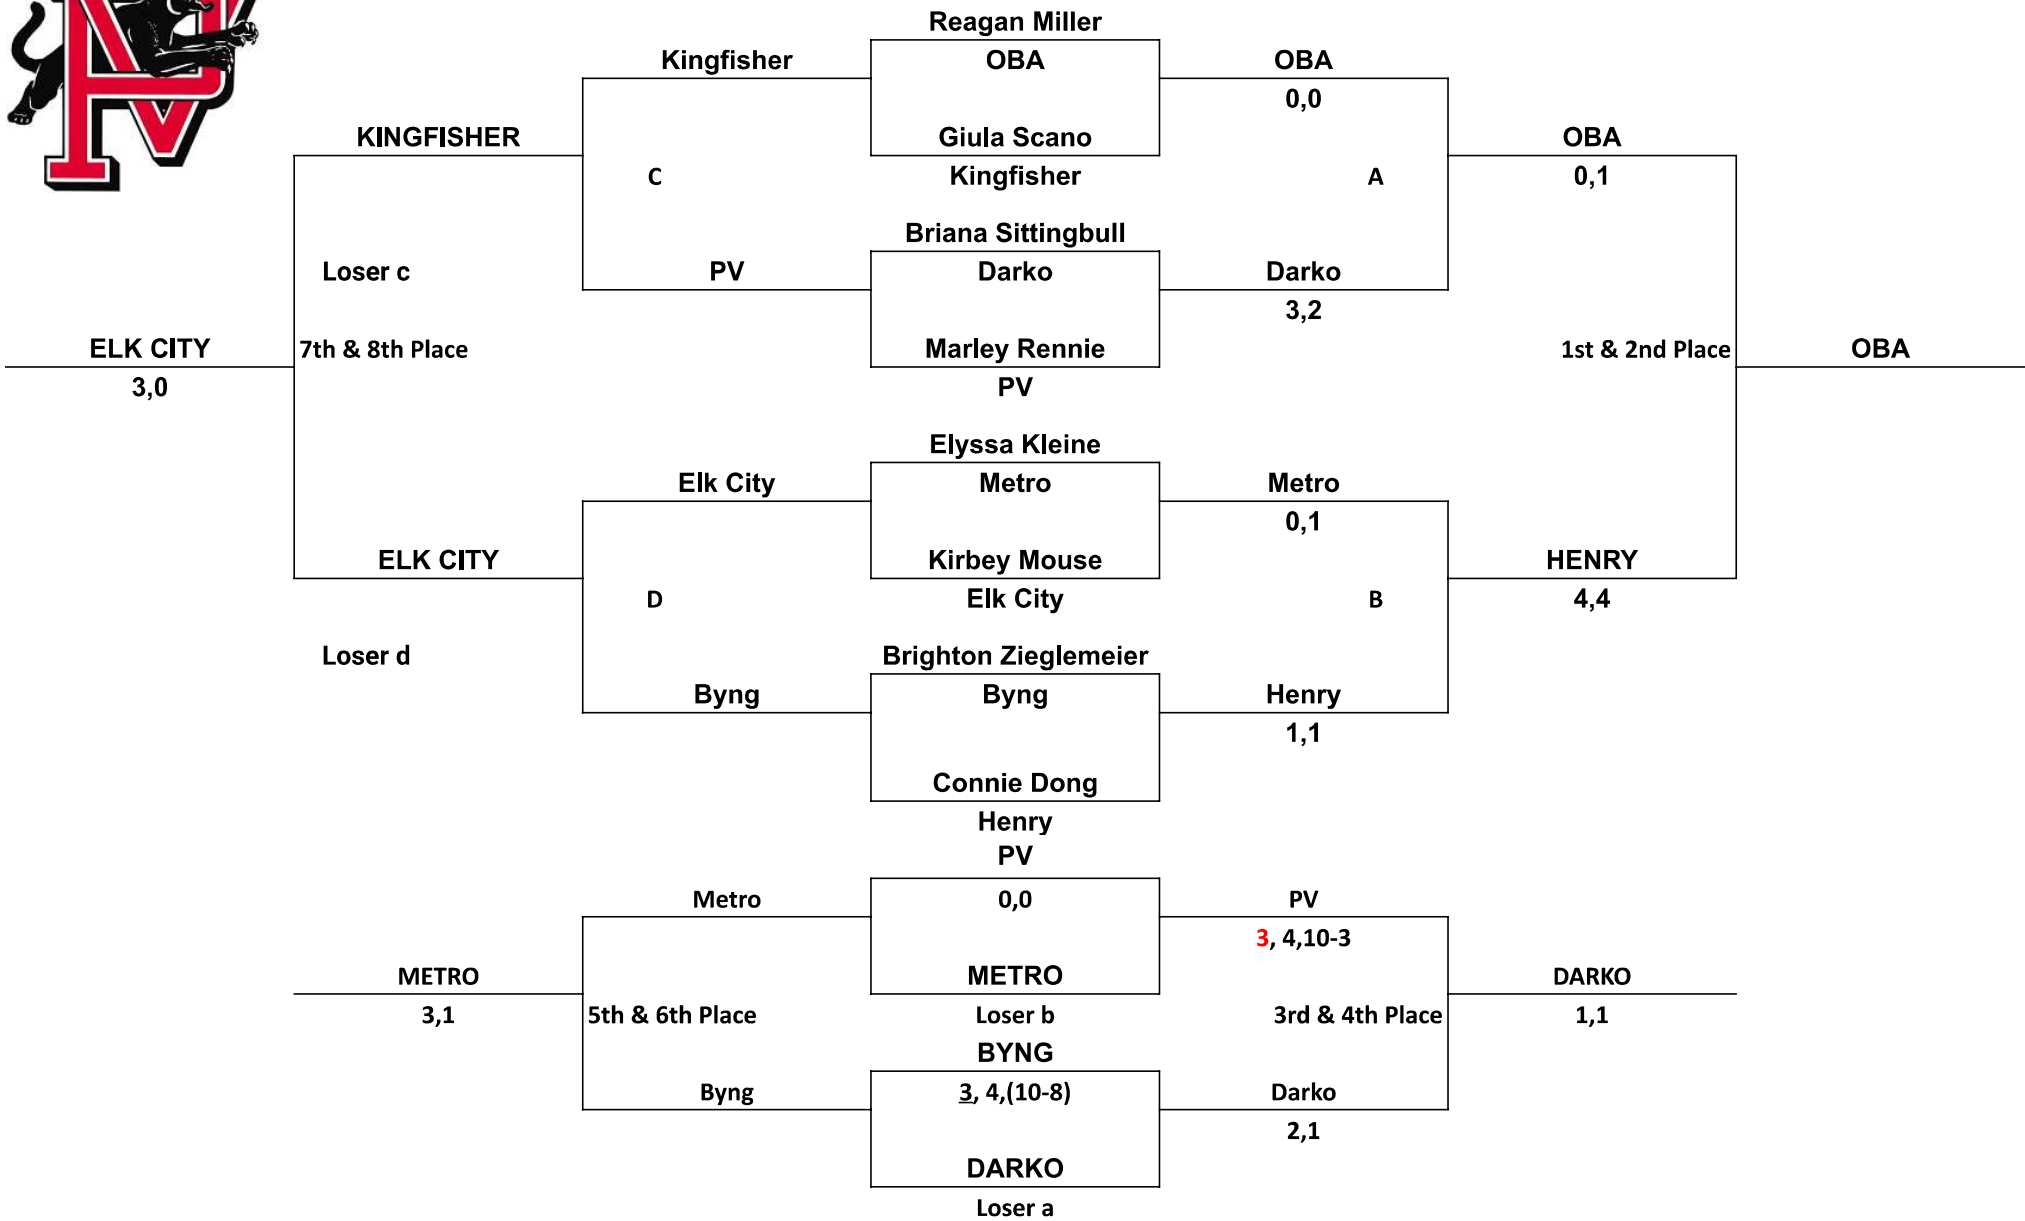 Reagan Miller
Kingfisher OBA OBA
0,0
KINGFISHER Giula Scano OBA
C Kingfisher A 0,1
Briana Sittingbull
Loser c PV Darko Darko
3,2
ELK CITY 7th & 8th Place Marley Rennie 1st & 2nd Place OBA
3,0 PV
Elyssa Kleine
Elk City Metro Metro
0,1
ELK CITY Kirbey Mouse HENRY
D Elk City B 4,4
Loser d Brighton Zieglemeier
Byng Byng Henry
1,1
Connie Dong
Henry
PV
Metro 0,0 PV
3, 4,10-3
METRO METRO DARKO
3,1 5th & 6th Place Loser b 3rd & 4th Place 1,1
BYNG
Byng 3, 4,(10-8) Darko
2,1
DARKO
Loser a